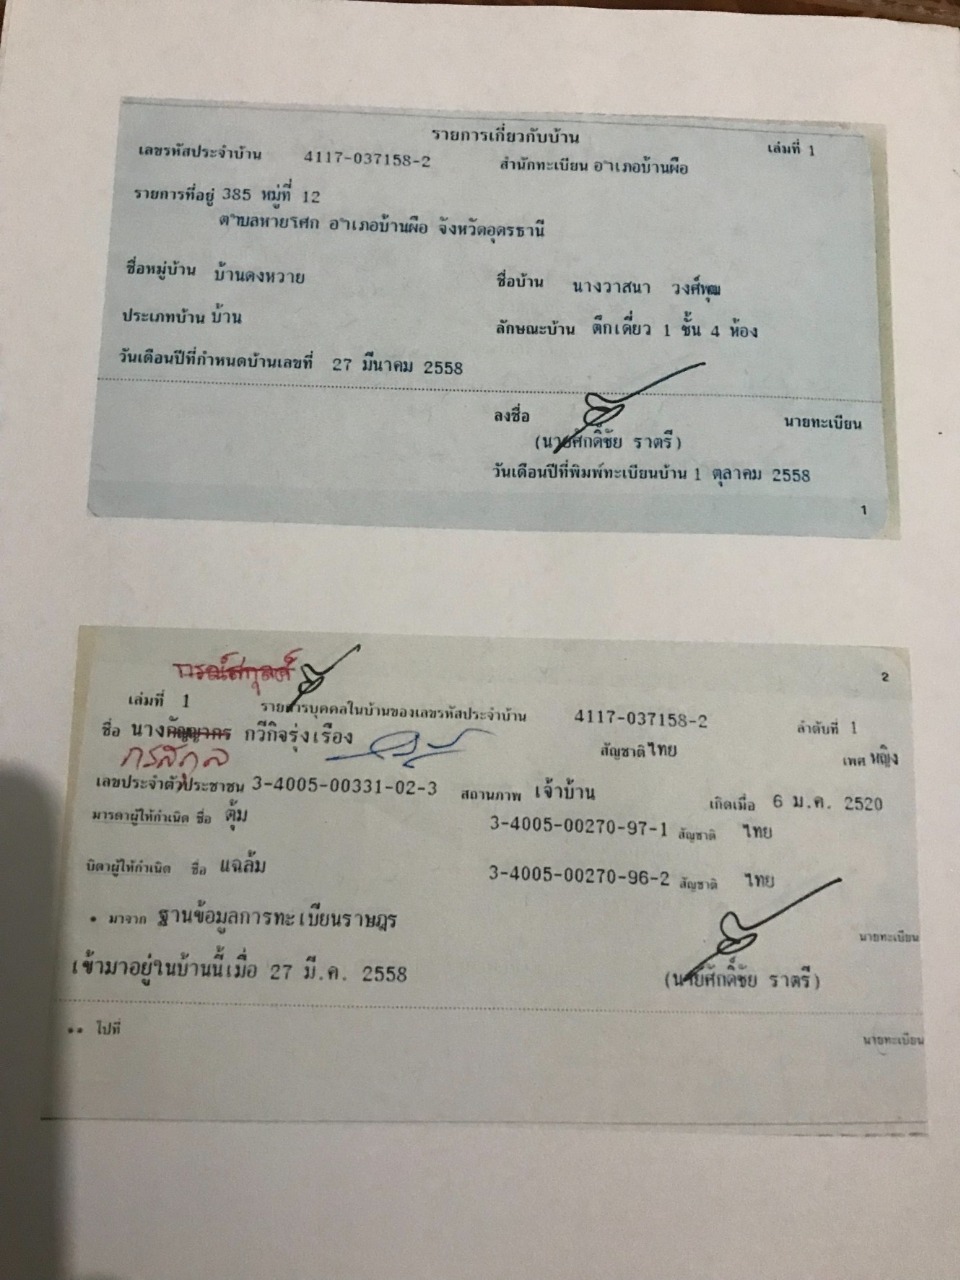 รายการเกี่ยวกับบ้าน
เล่มที่ 1
เลขรหัสประจำบ้าน 4117-037158-2 สำนักทะเบียน อำเภอบ้านผือ
รายการที่อยู่ 385 หมู่ที่ 12
ตำบลหายโศก อำเภอบ้านผือ จังหวัดอุดรธานี
ชื่อหมู่บ้าน บ้านดงหวาย ชื่อบ้าน นางวาสนา วงศ์พุฒ
ประเภทบ้าน บ้าน ลักษณะบ้าน ตึกเดี่ยว 1 ชั้น 4 ห้อง
วันเดือนปีที่กำหนดบ้านเลขที่ 27 มีนาคม 2558
ลงชื่อ นายทะเบียน
(นายศักดิ์ชัย ราตรี)
วันเดือนปีที่พิมพ์ทะเบียนบ้าน 1 ตุลาคม 2558
1
2
เล่มที่ 1 รายการบุคคลในบ้านของเลขรหัสประจำบ้าน 4117-037158-2 ลำดับที่ 1
ชื่อ นางกัญญากร กวีกิจรุ่งเรือง สัญชาติ ไทย เพศ หญิง
ภรสกุล
เลขประจำตัวประชาชน 3-4005-00331-02-3 สถานภาพ เจ้าบ้าน เกิดเมื่อ 6 ม.ค. 2520
มารดาผู้ให้กำเนิด ชื่อ ตุ้ม 3-4005-00270-97-1 สัญชาติ ไทย
บิดาผู้ให้กำเนิด ชื่อ แฉล้ม 3-4005-00270-96-2 สัญชาติ ไทย
* มาจาก ฐานข้อมูลการทะเบียนราษฎร นายทะเบียน
เข้ามาอยู่ในบ้านนี้เมื่อ 27 มี.ค. 2558 (นายศักดิ์ชัย ราตรี)
** ไปที่ นายทะเบียน